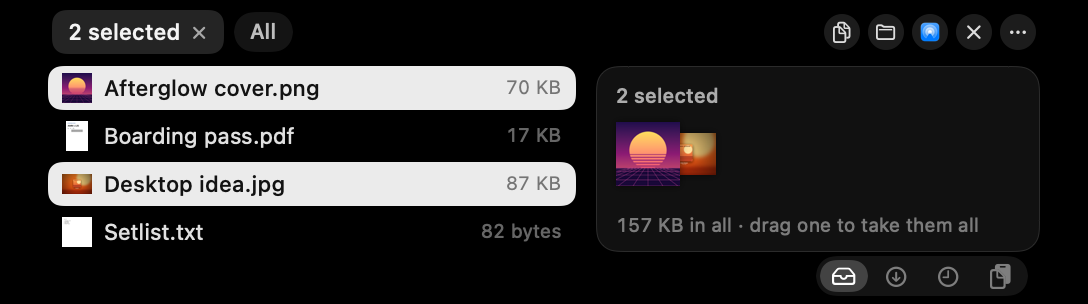 2 selected
All
Afterglow cover.png 70 KB
Boarding pass.pdf 17 KB
Desktop idea.jpg 87 KB
Setlist.txt 82 bytes
2 selected
157 KB in all · drag one to take them all